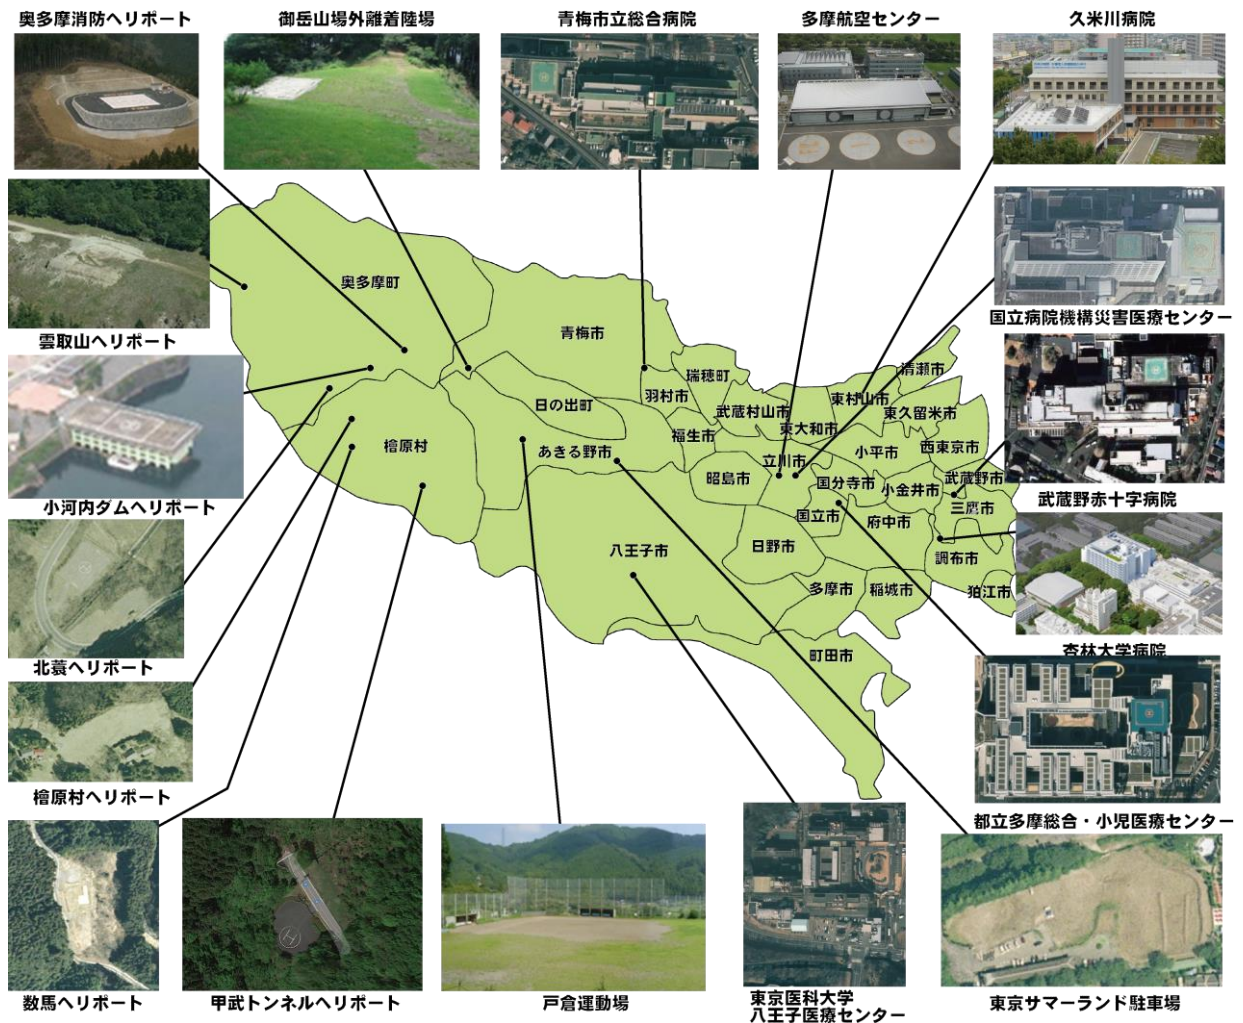 奥多摩消防ヘリポート
御岳山場外離着陸場
青梅市立総合病院
多摩航空センター
久米川病院
雲取山ヘリポート
国立病院機構災害医療センター
小河内ダムヘリポート
武蔵野赤十字病院
北蓑ヘリポート
杏林大学病院
檜原村ヘリポート
都立多摩総合・小児医療センター
数馬ヘリポート
甲武トンネルヘリポート
戸倉運動場
東京医科大学
八王子医療センター
東京サマーランド駐車場
奥多摩町
青梅市
日の出町
羽村市
瑞穂町
武蔵村山市
東大和市
東村山市
清瀬市
東久留米市
檜原村
あきる野市
福生市
昭島市
立川市
小平市
西東京市
国分寺市
小金井市
武蔵野市
三鷹市
国立市
府中市
八王子市
日野市
調布市
多摩市
稲城市
狛江市
町田市